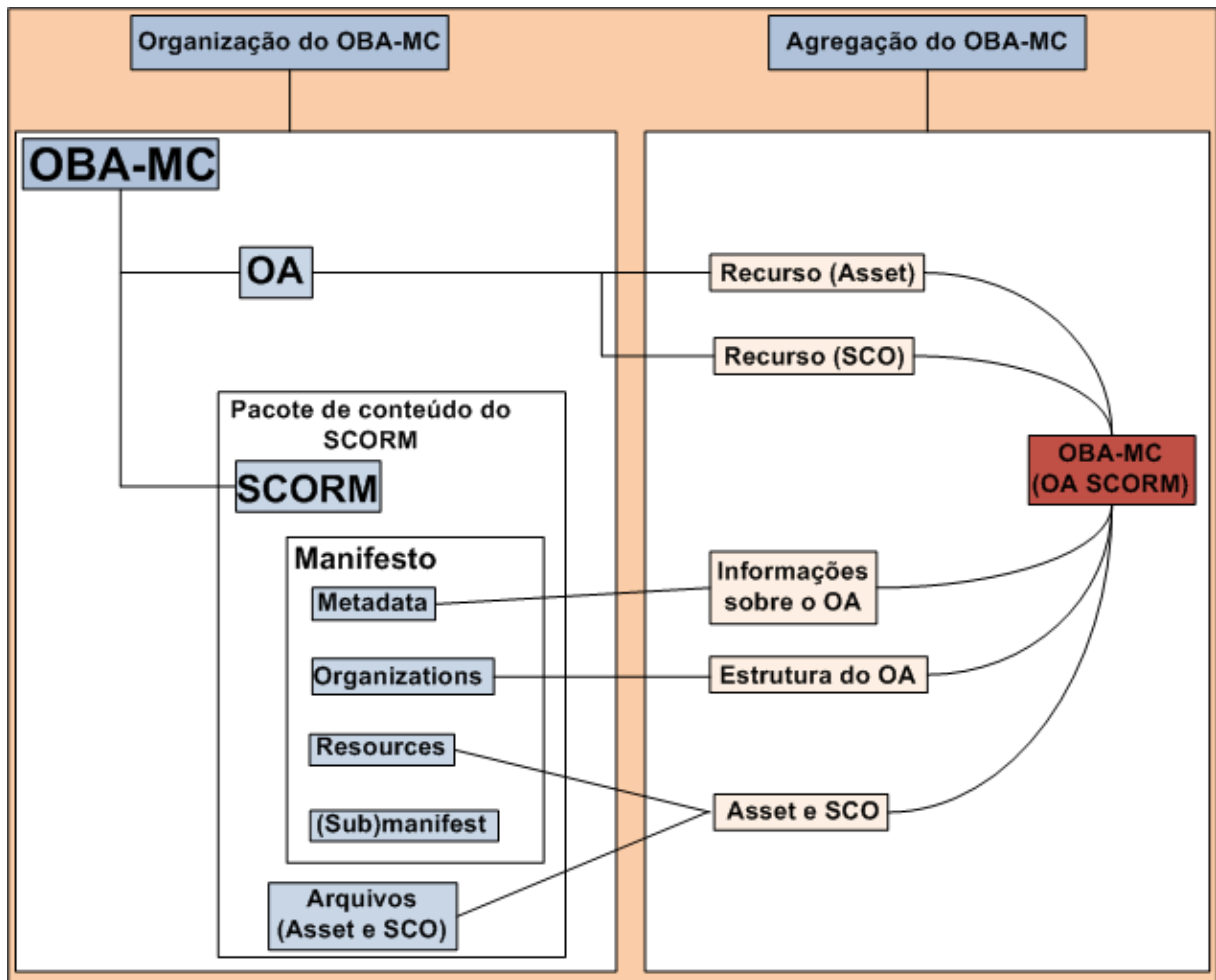 Organização do OBA-MC
Agregação do OBA-MC
OBA-MC
OA
Recurso (Asset)
Recurso (SCO)
Pacote de conteúdo do
SCORM
SCORM
OBA-MC
(OA SCORM)
Manifesto
Metadata
Informações
sobre o OA
Organizations
Estrutura do OA
Resources
(Sub)manifest
Asset e SCO
Arquivos
(Asset e SCO)